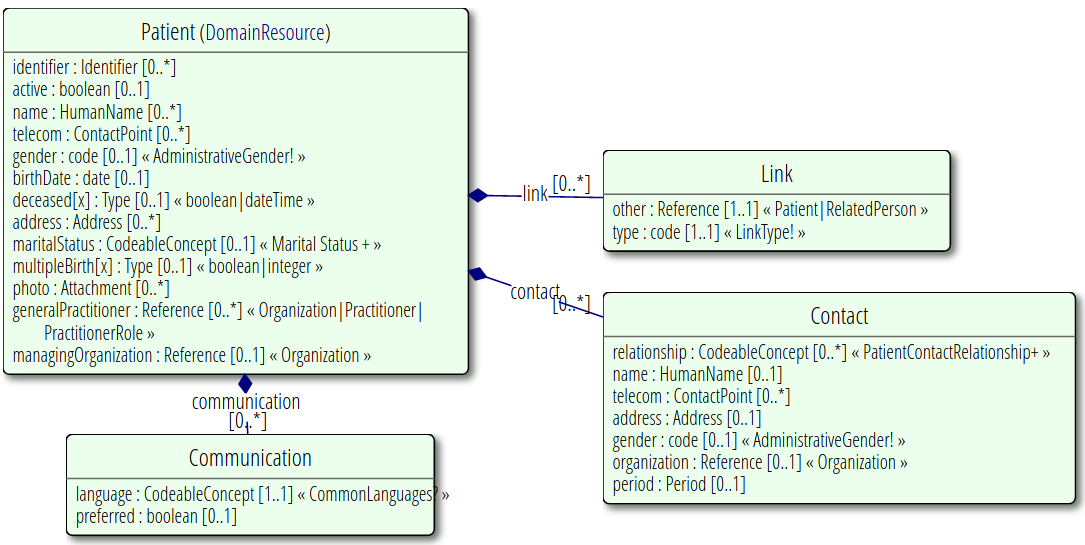 Patient (DomainResource)
identifier : Identifier [0..*]
active : boolean [0..1]
name : HumanName [0..*]
telecom : ContactPoint [0..*]
gender : code [0..1] « AdministrativeGender! »
birthDate : date [0..1]
deceased[x] : Type [0..1] « boolean|dateTime »
address : Address [0..*]
maritalStatus : CodeableConcept [0..1] « Marital Status + »
multipleBirth[x] : Type [0..1] « boolean|integer »
photo : Attachment [0..*]
generalPractitioner : Reference [0..*] « Organization|Practitioner|
PractitionerRole »
managingOrganization : Reference [0..1] « Organization »
link [0..*]
Link
other : Reference [1..1] « Patient|RelatedPerson »
type : code [1..1] « LinkType! »
contact
[0..*]
Contact
relationship : CodeableConcept [0..*] « PatientContactRelationship+ »
name : HumanName [0..1]
telecom : ContactPoint [0..*]
address : Address [0..1]
gender : code [0..1] « AdministrativeGender! »
organization : Reference [0..1] « Organization »
period : Period [0..1]
communication
[0..*]
Communication
language : CodeableConcept [1..1] « CommonLanguages? »
preferred : boolean [0..1]